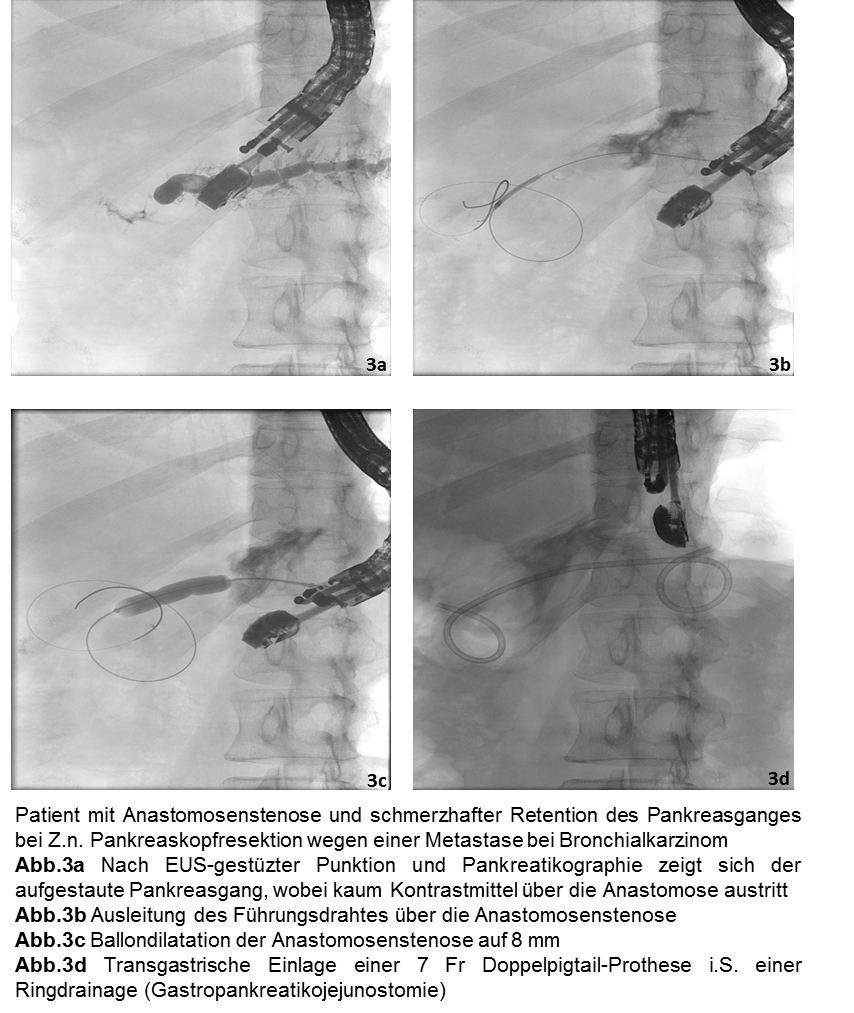 3a
3b
3c
3d
Patient mit Anastomosenstenose und schmerzhafter Retention des Pankreasganges
bei Z.n. Pankreaskopfresektion wegen einer Metastase bei Bronchialkarzinom
Abb.3a Nach EUS-gestüzter Punktion und Pankreatikographie zeigt sich der
aufgestaute Pankreasgang, wobei kaum Kontrastmittel über die Anastomose austritt
Abb.3b Ausleitung des Führungsdrahtes über die Anastomosenstenose
Abb.3c Ballondilatation der Anastomosenstenose auf 8 mm
Abb.3d Transgastrische Einlage einer 7 Fr Doppelpigtail-Prothese i.S. einer
Ringdrainage (Gastropankreatikojejunostomie)